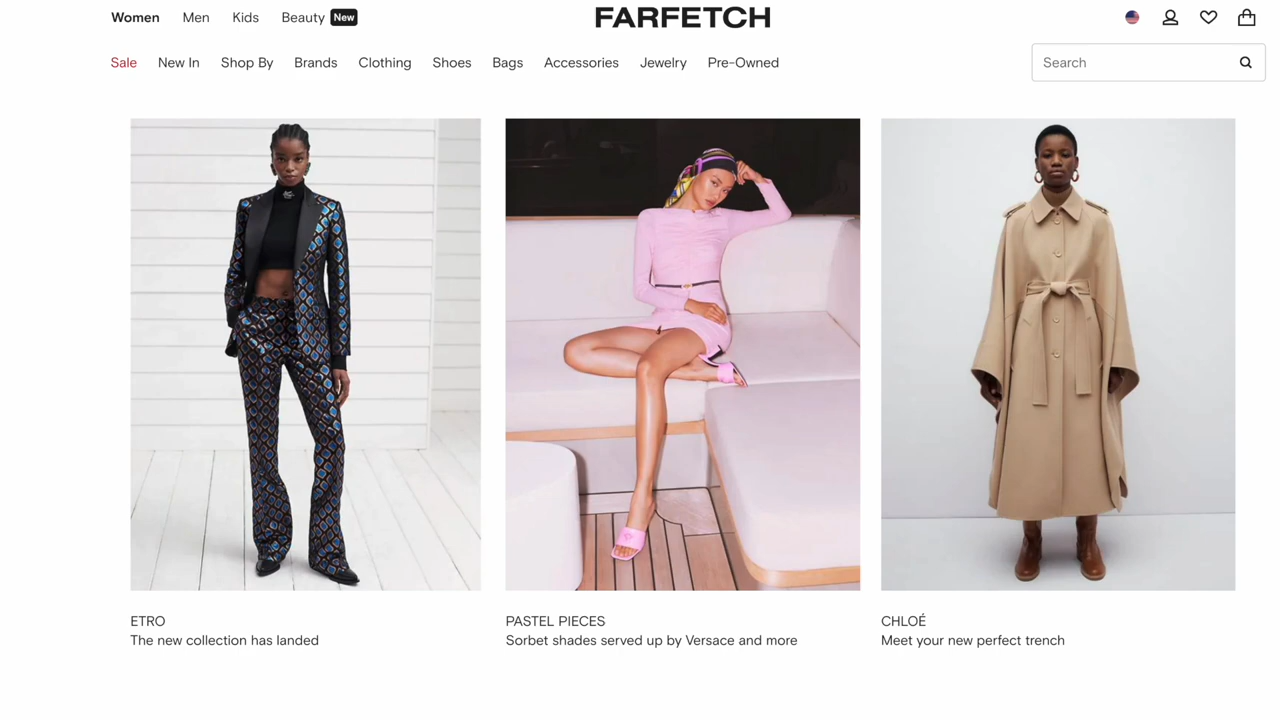 Women Men Kids Beauty New
FARFETCH
Sale New In Shop By Brands Clothing Shoes Bags Accessories Jewelry Pre-Owned
Search
ETRO
The new collection has landed
PASTEL PIECES
Sorbet shades served up by Versace and more
CHLOÉ
Meet your new perfect trench